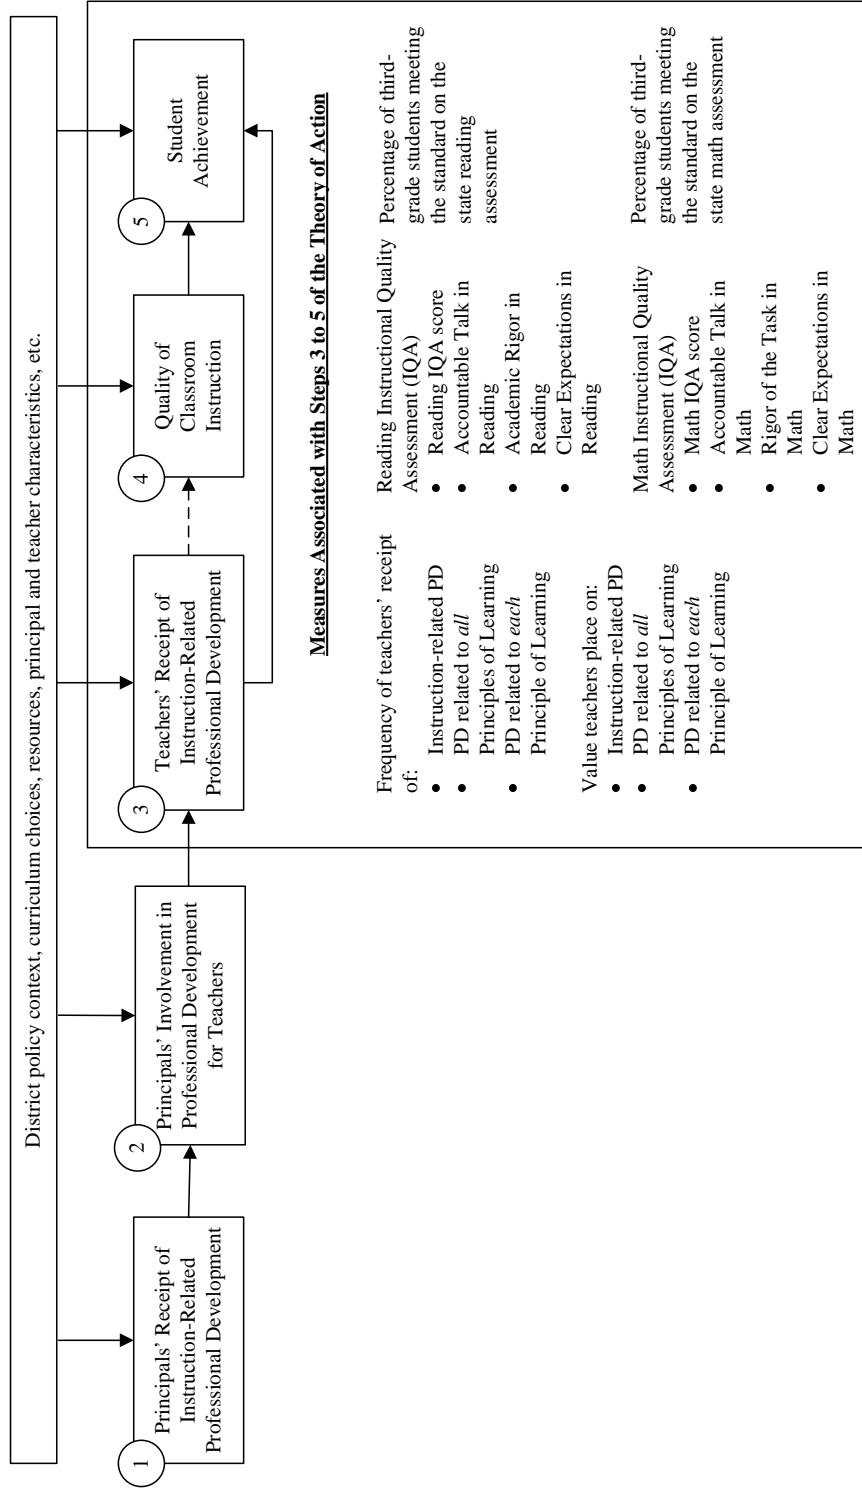 District policy context, curriculum choices, resources, principal and teacher characteristics, etc.
1
Principals’ Receipt of
Instruction-Related
Professional Development
2
Principals’ Involvement in
Professional Development
for Teachers
3
Teachers’ Receipt of
Instruction-Related
Professional Development
4
Quality of
Classroom
Instruction
5
Student
Achievement
Measures Associated with Steps 3 to 5 of the Theory of Action
Frequency of teachers’ receipt
of:
• Instruction-related PD
• PD related to all
Principles of Learning
• PD related to each
Principle of Learning
Value teachers place on:
• Instruction-related PD
• PD related to all
Principles of Learning
• PD related to each
Principle of Learning
Reading Instructional Quality
Assessment (IQA)
• Reading IQA score
• Accountable Talk in
Reading
• Academic Rigor in
Reading
• Clear Expectations in
Reading
Math Instructional Quality
Assessment (IQA)
• Math IQA score
• Accountable Talk in
Math
• Rigor of the Task in
Math
• Clear Expectations in
Math
Percentage of third-
grade students meeting
the standard on the
state reading
assessment
Percentage of third-
grade students meeting
the standard on the
state math assessment